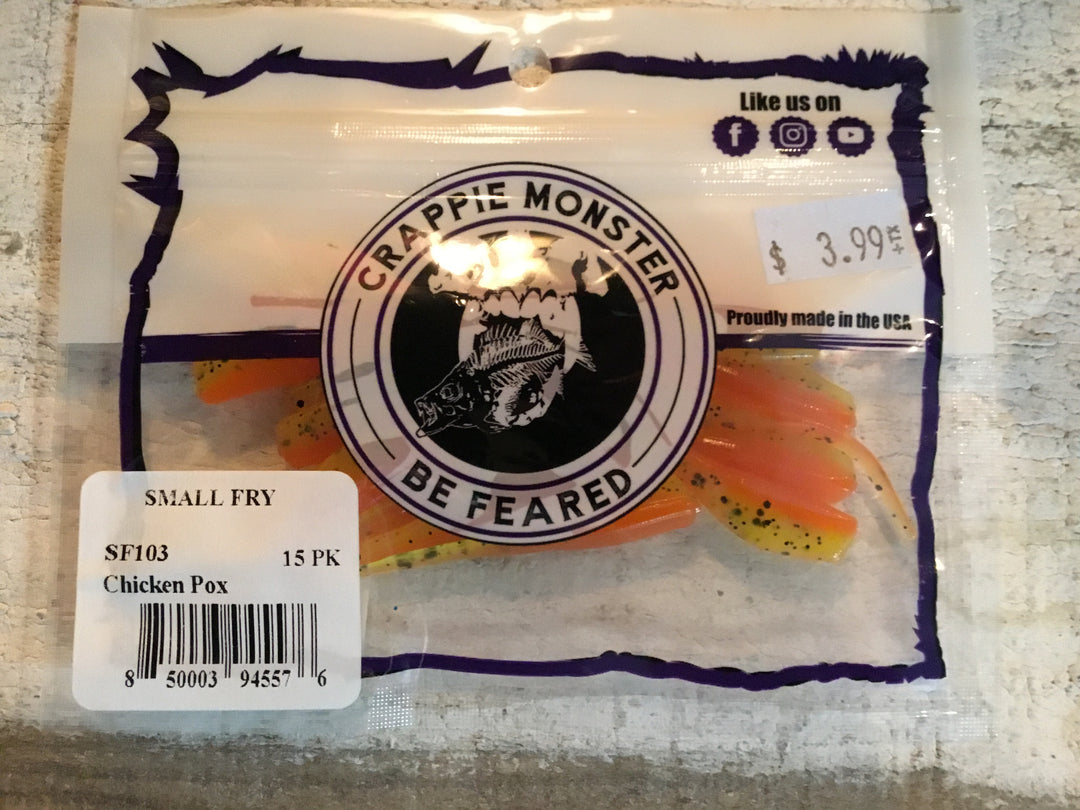 Like us on
$ 3.99
CRAPPIE MONSTER
Proudly made in the USA
BE FEARED
SMALL FRY
SF103
15 PK
Chicken Pox
8 50003 94557 6